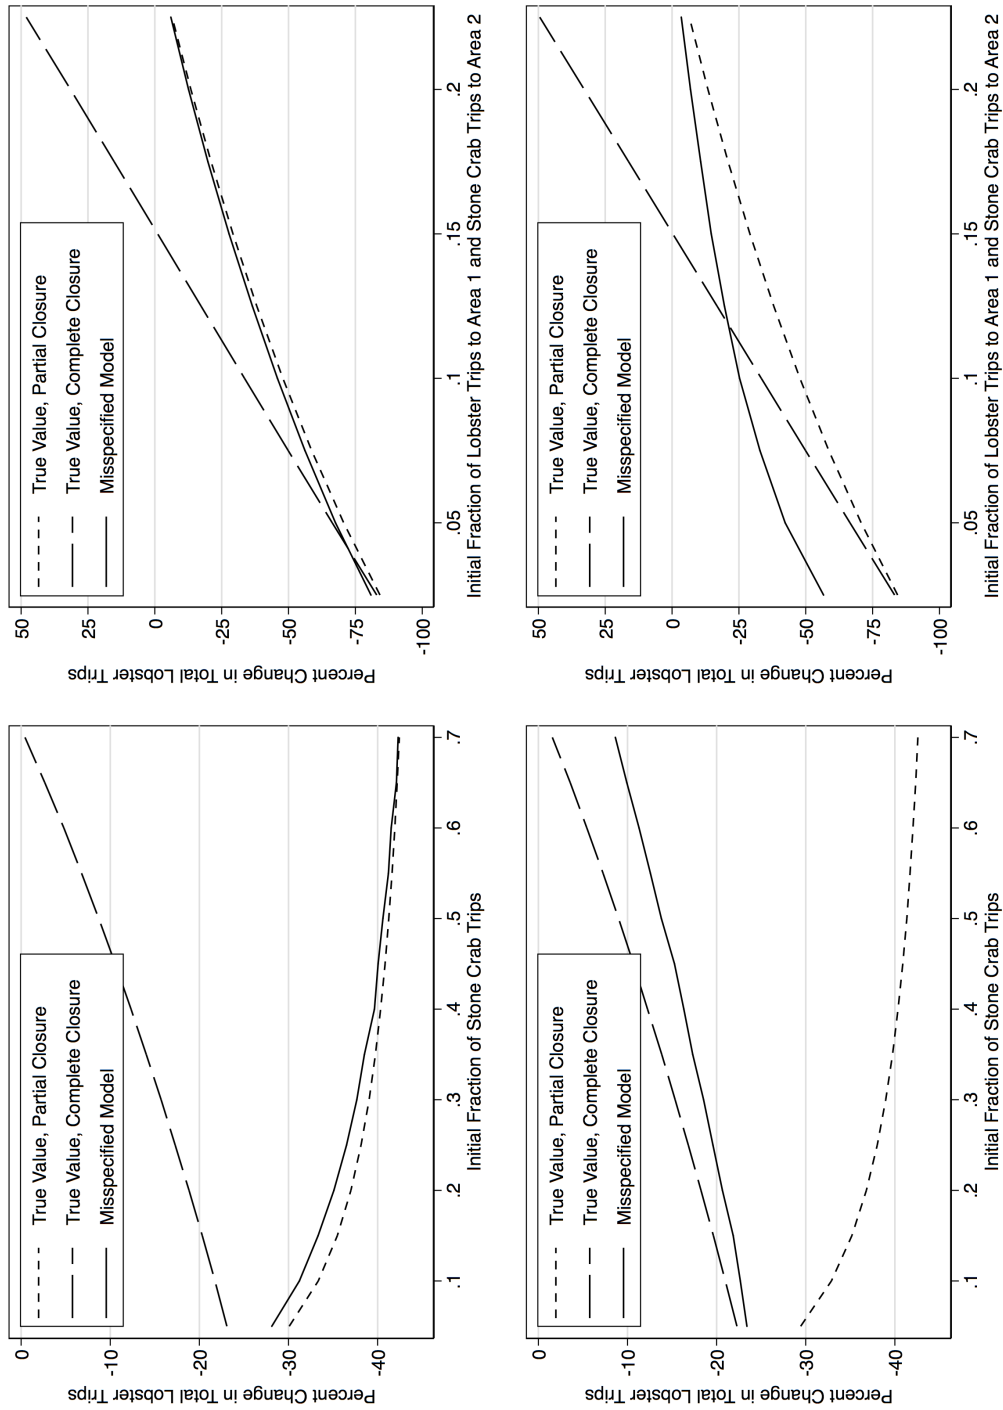 Percent Change in Total Lobster Trips
0
-10
-20
-30
-40
True Value, Partial Closure
True Value, Complete Closure
Misspecified Model
.1 .2 .3 .4 .5 .6 .7
Initial Fraction of Stone Crab Trips
Percent Change in Total Lobster Trips
50
25
0
-25
-50
-75
-100
True Value, Partial Closure
True Value, Complete Closure
Misspecified Model
.05 .1 .15 .2
Initial Fraction of Lobster Trips to Area 1 and Stone Crab Trips to Area 2
Percent Change in Total Lobster Trips
0
-10
-20
-30
-40
True Value, Partial Closure
True Value, Complete Closure
Misspecified Model
.1 .2 .3 .4 .5 .6 .7
Initial Fraction of Stone Crab Trips
Percent Change in Total Lobster Trips
50
25
0
-25
-50
-75
-100
True Value, Partial Closure
True Value, Complete Closure
Misspecified Model
.05 .1 .15 .2
Initial Fraction of Lobster Trips to Area 1 and Stone Crab Trips to Area 2